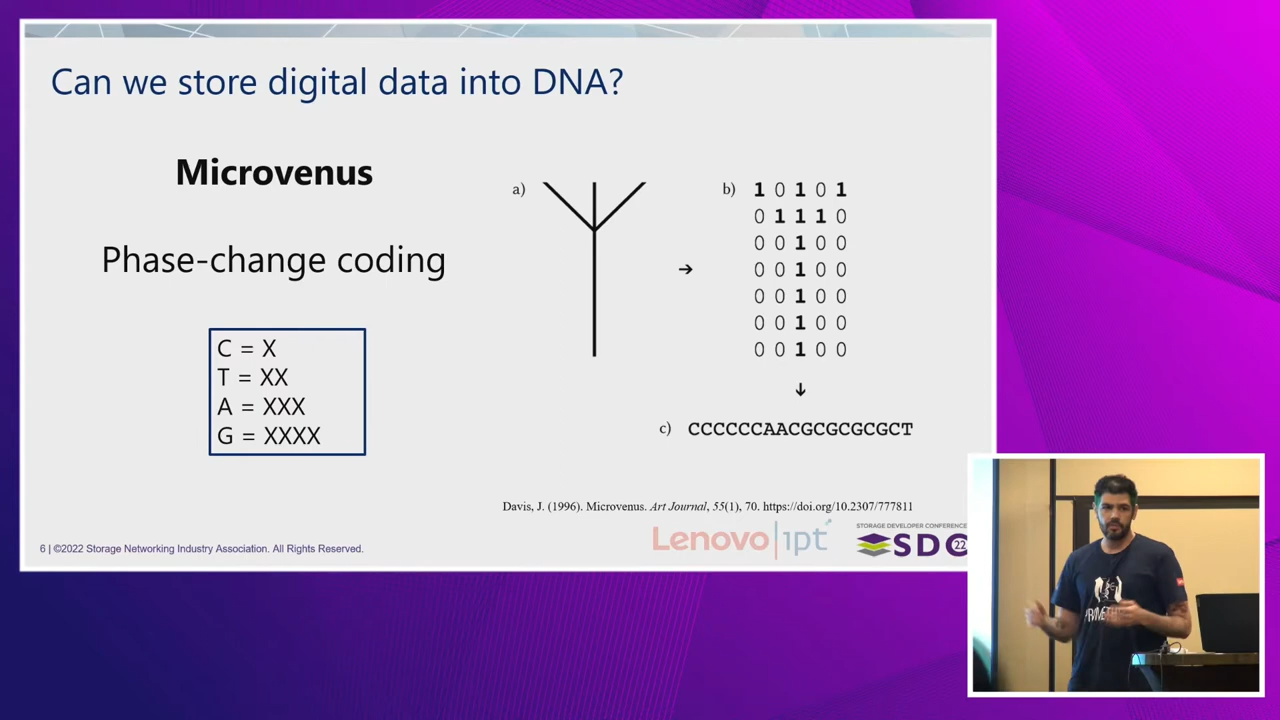 Can we store digital data into DNA?
Microvenus
Phase-change coding
C = X
T = XX
A = XXX
G = XXXX
a)
→
b)
1 0 1 0 1
0 1 1 1 0
0 0 1 0 0
0 0 1 0 0
0 0 1 0 0
0 0 1 0 0
0 0 1 0 0
↓
c) CCCCCCAACGCGCGCGCT
Davis, J. (1996). Microvenus. Art Journal, 55(1), 70. https://doi.org/10.2307/777811
Lenovo | ipt
STORAGE DEVELOPER CONFERENCE
SDC 22
6 | ©2022 Storage Networking Industry Association. All Rights Reserved.